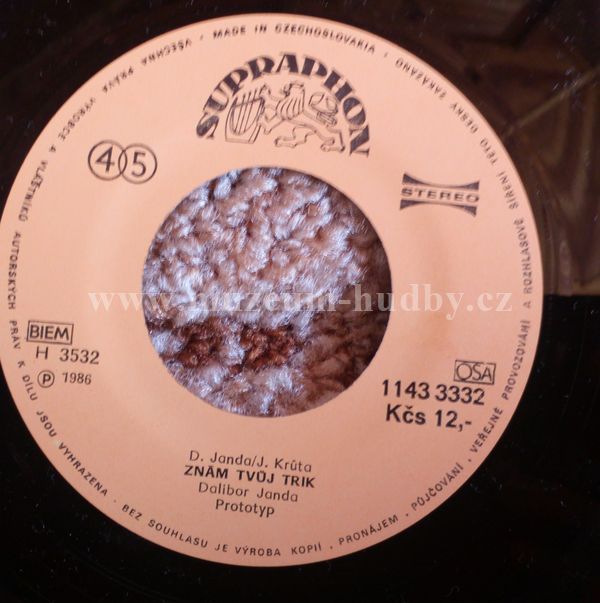 SUPRAPHON
45
STEREO
www.muzeum-hudby.cz
BIEM
H 3532
Ⓟ 1986
OSA
1143 3332
Kčs 12,-
D. Janda/J. Krůta
ZNÁM TVŮJ TRIK
Dalibor Janda
Prototyp
MADE IN CZECHOSLOVAKIA - VŠECHNA PRÁVA VÝROBCE A VLASTNÍKŮ AUTORSKÝCH PRÁV K DÍLU JSOU VYHRAZENA - BEZ SOUHLASU JE VÝROBA KOPIÍ - PRONÁJEM - PŮJČOVÁNÍ - VEŘEJNÉ PROVOZOVÁNÍ A ROZHLASOVÉ ŠÍŘENÍ TÉTO DESKY ZAKÁZÁNO